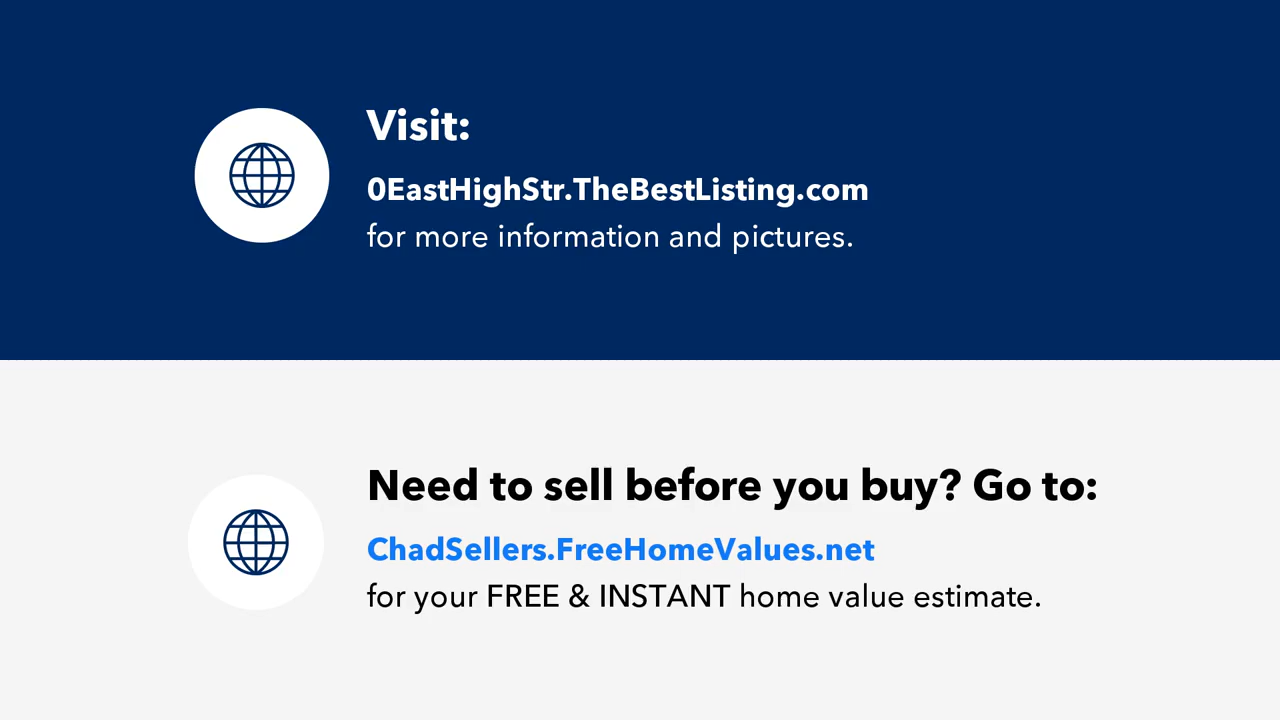 Visit:
0EastHighStr.TheBestListing.com
for more information and pictures.
Need to sell before you buy? Go to:
ChadSellers.FreeHomeValues.net
for your FREE & INSTANT home value estimate.